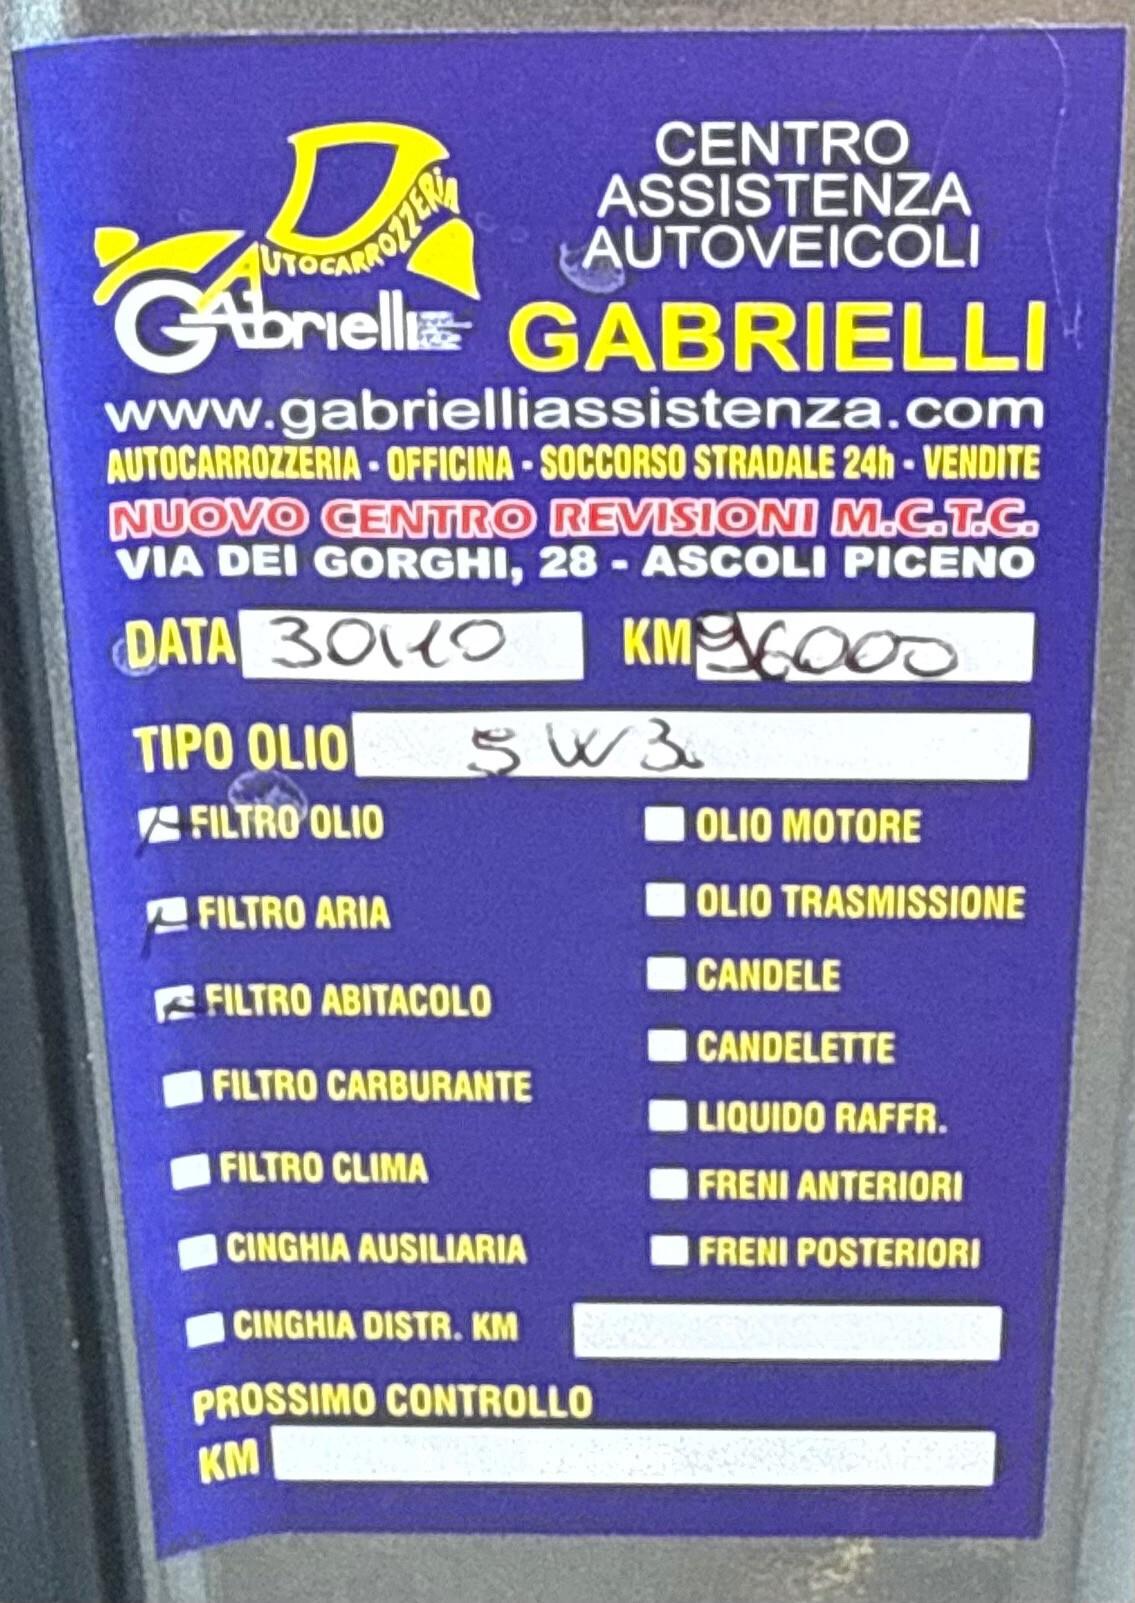 AUTOCARROZZERIA
Gabrielli
CENTRO
ASSISTENZA
AUTOVEICOLI
GABRIELLI
www.gabrielliassistenza.com
AUTOCARROZZERIA - OFFICINA - SOCCORSO STRADALE 24h - VENDITE
NUOVO CENTRO REVISIONI M.C.T.C.
VIA DEI GORGHI, 28 - ASCOLI PICENO
DATA KM 96000
TIPO OLIO 5W3
FILTRO OLIO
FILTRO ARIA
FILTRO ABITACOLO
FILTRO CARBURANTE
FILTRO CLIMA
CINGHIA AUSILIARIA
CINGHIA DISTR. KM
OLIO MOTORE
OLIO TRASMISSIONE
CANDELE
CANDELETTE
LIQUIDO RAFFR.
FRENI ANTERIORI
FRENI POSTERIORI
PROSSIMO CONTROLLO
KM